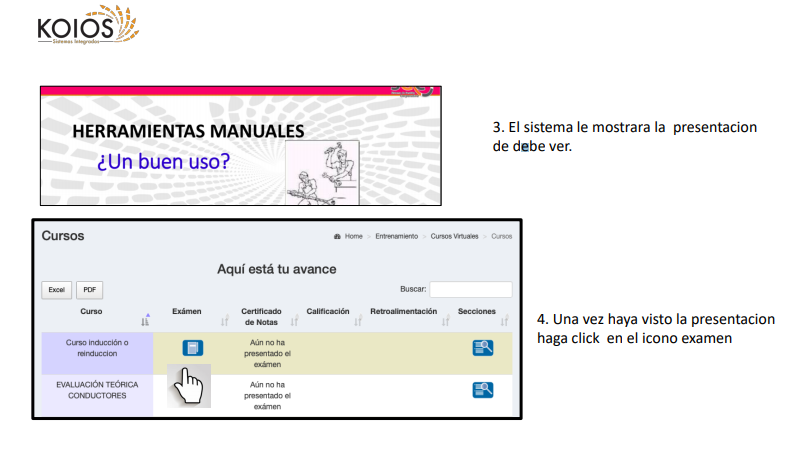 KOIOS
Sistemas Integrados
HERRAMIENTAS MANUALES
¿Un buen uso?
3. El sistema le mostrara la presentacion
de debe ver.
Cursos
Home > Entrenamiento > Cursos Virtuales > Cursos
Aquí está tu avance
Excel PDF
Buscar:
Curso Exámen Certificado de Notas Calificación Retroalimentación Secciones
Curso inducción o
reinduccion
Aún no ha
presentado el
exámen
EVALUACIÓN TEÓRICA
CONDUCTORES
Aún no ha
presentado el
exámen
4. Una vez haya visto la presentacion
haga click en el icono examen